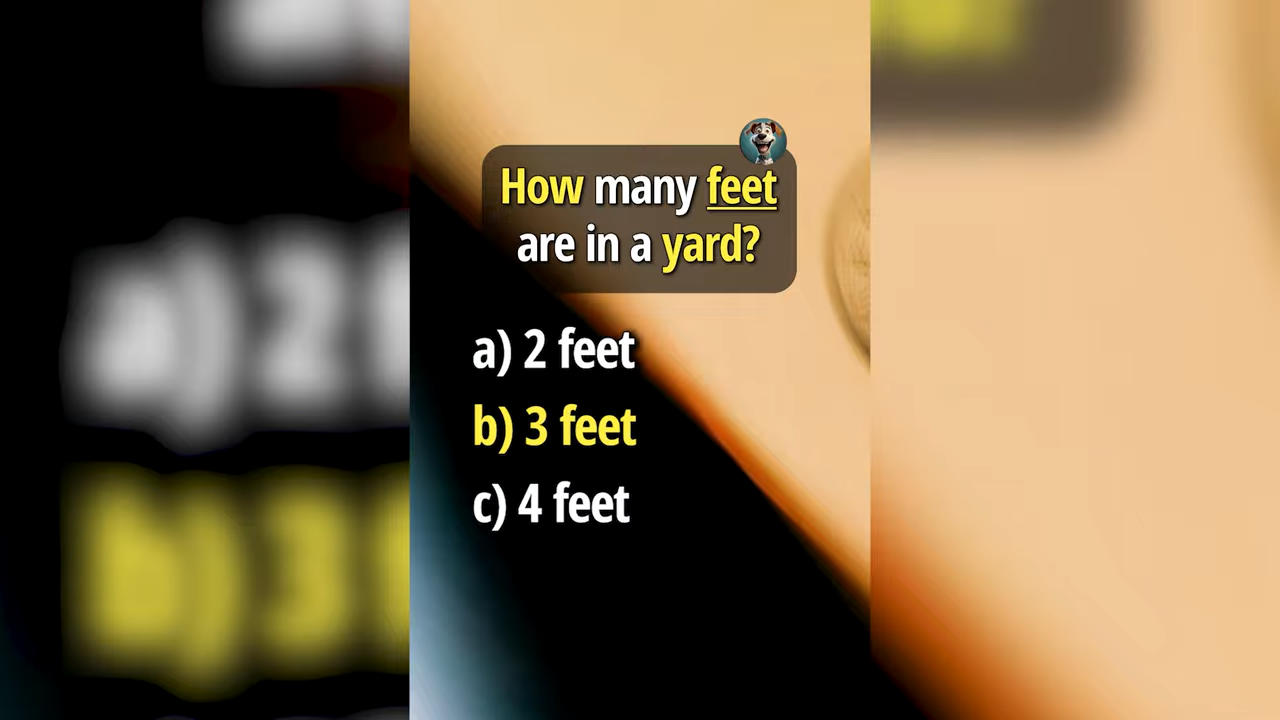 How many feet
are in a yard?
a) 2 feet
b) 3 feet
c) 4 feet